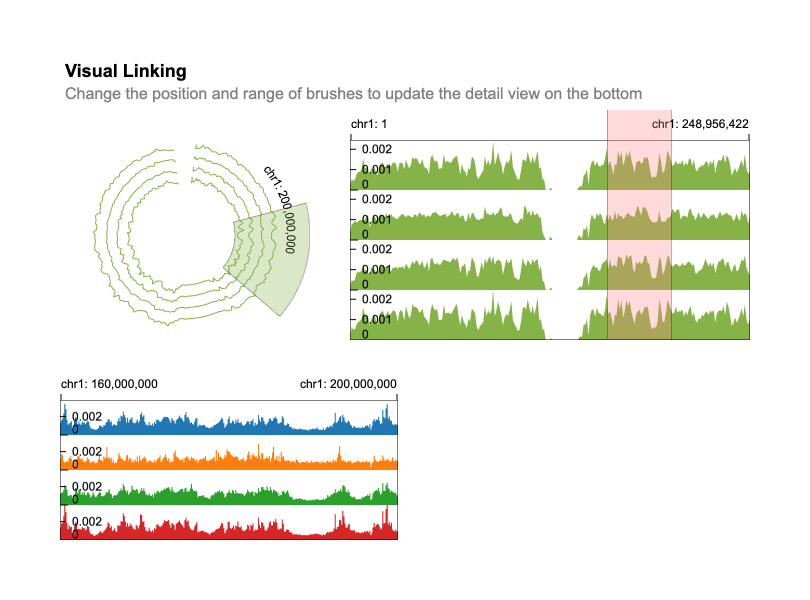 Visual Linking
Change the position and range of brushes to update the detail view on the bottom
chr1: 1
chr1: 248,956,422
0.002
0.001
0
0.002
0.001
0
0.002
0.001
0
0.002
0.001
0
chr1: 200,000,000
chr1: 160,000,000
chr1: 200,000,000
0.002
0
0.002
0
0.002
0
0.002
0